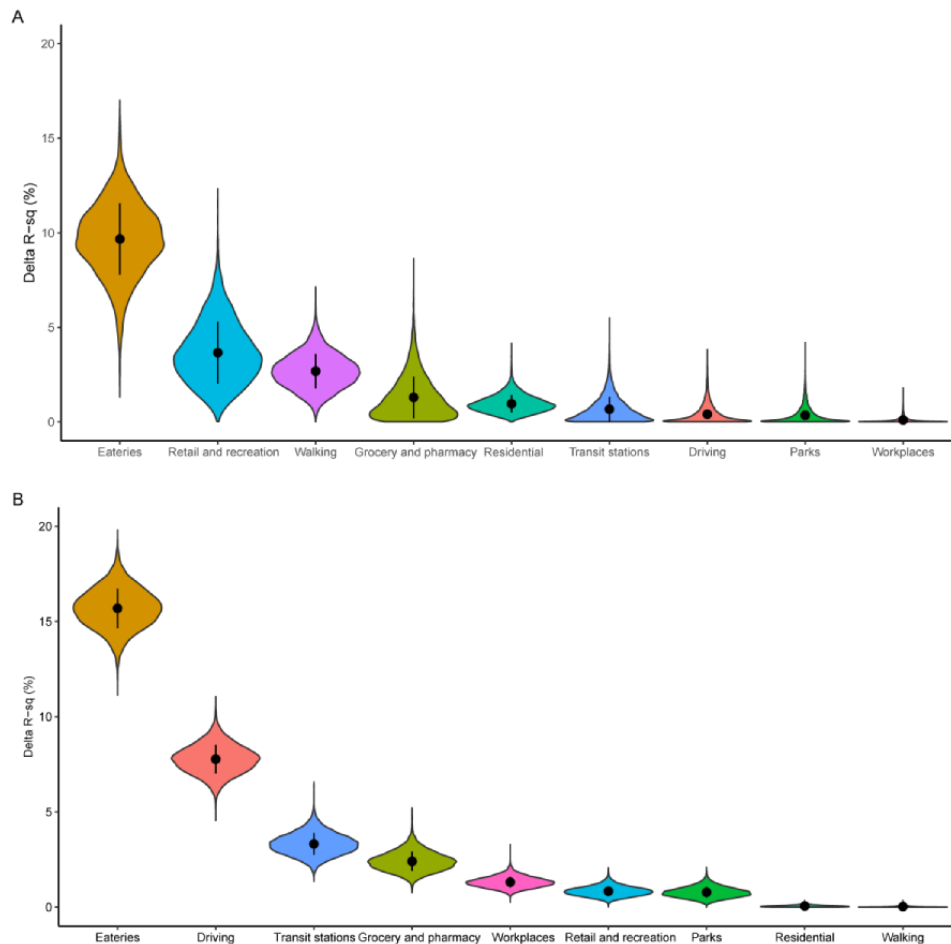 A
20
15
10
5
0
Delta R−sq (%)
Eateries Retail and recreation Walking Grocery and pharmacy Residential Transit stations Driving Parks Workplaces
B
20
15
10
5
0
Delta R−sq (%)
Eateries Driving Transit stations Grocery and pharmacy Workplaces Retail and recreation Parks Residential Walking